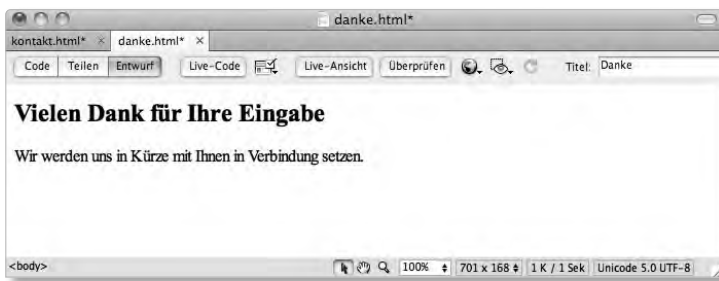 danke.html*
kontakt.html* × danke.html* ×
Code Teilen Entwurf Live-Code Live-Ansicht Überprüfen Titel: Danke
Vielen Dank für Ihre Eingabe
Wir werden uns in Kürze mit Ihnen in Verbindung setzen.
<body> 100% 701 x 168 1 K / 1 Sek Unicode 5.0 UTF-8